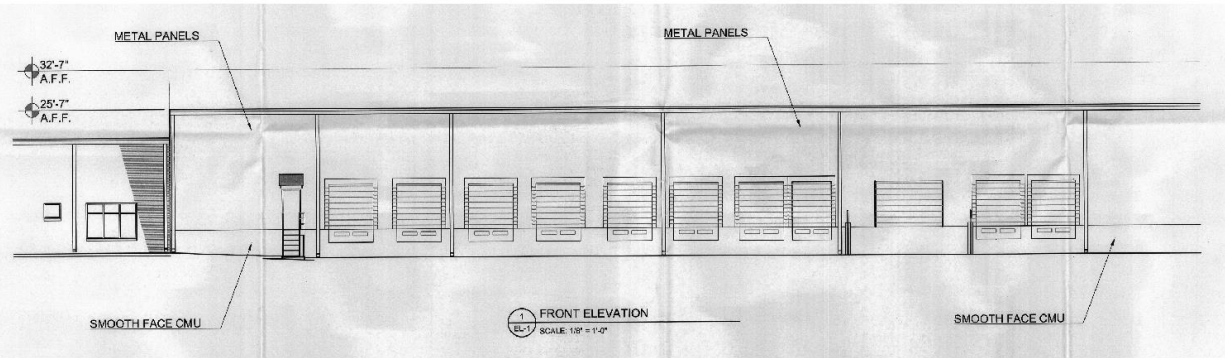 METAL PANELS
METAL PANELS
32'-7"
A.F.F.
25'-7"
A.F.F.
SMOOTH FACE CMU
1
EL-1
FRONT ELEVATION
SCALE: 1/8" = 1'-0"
SMOOTH FACE CMU